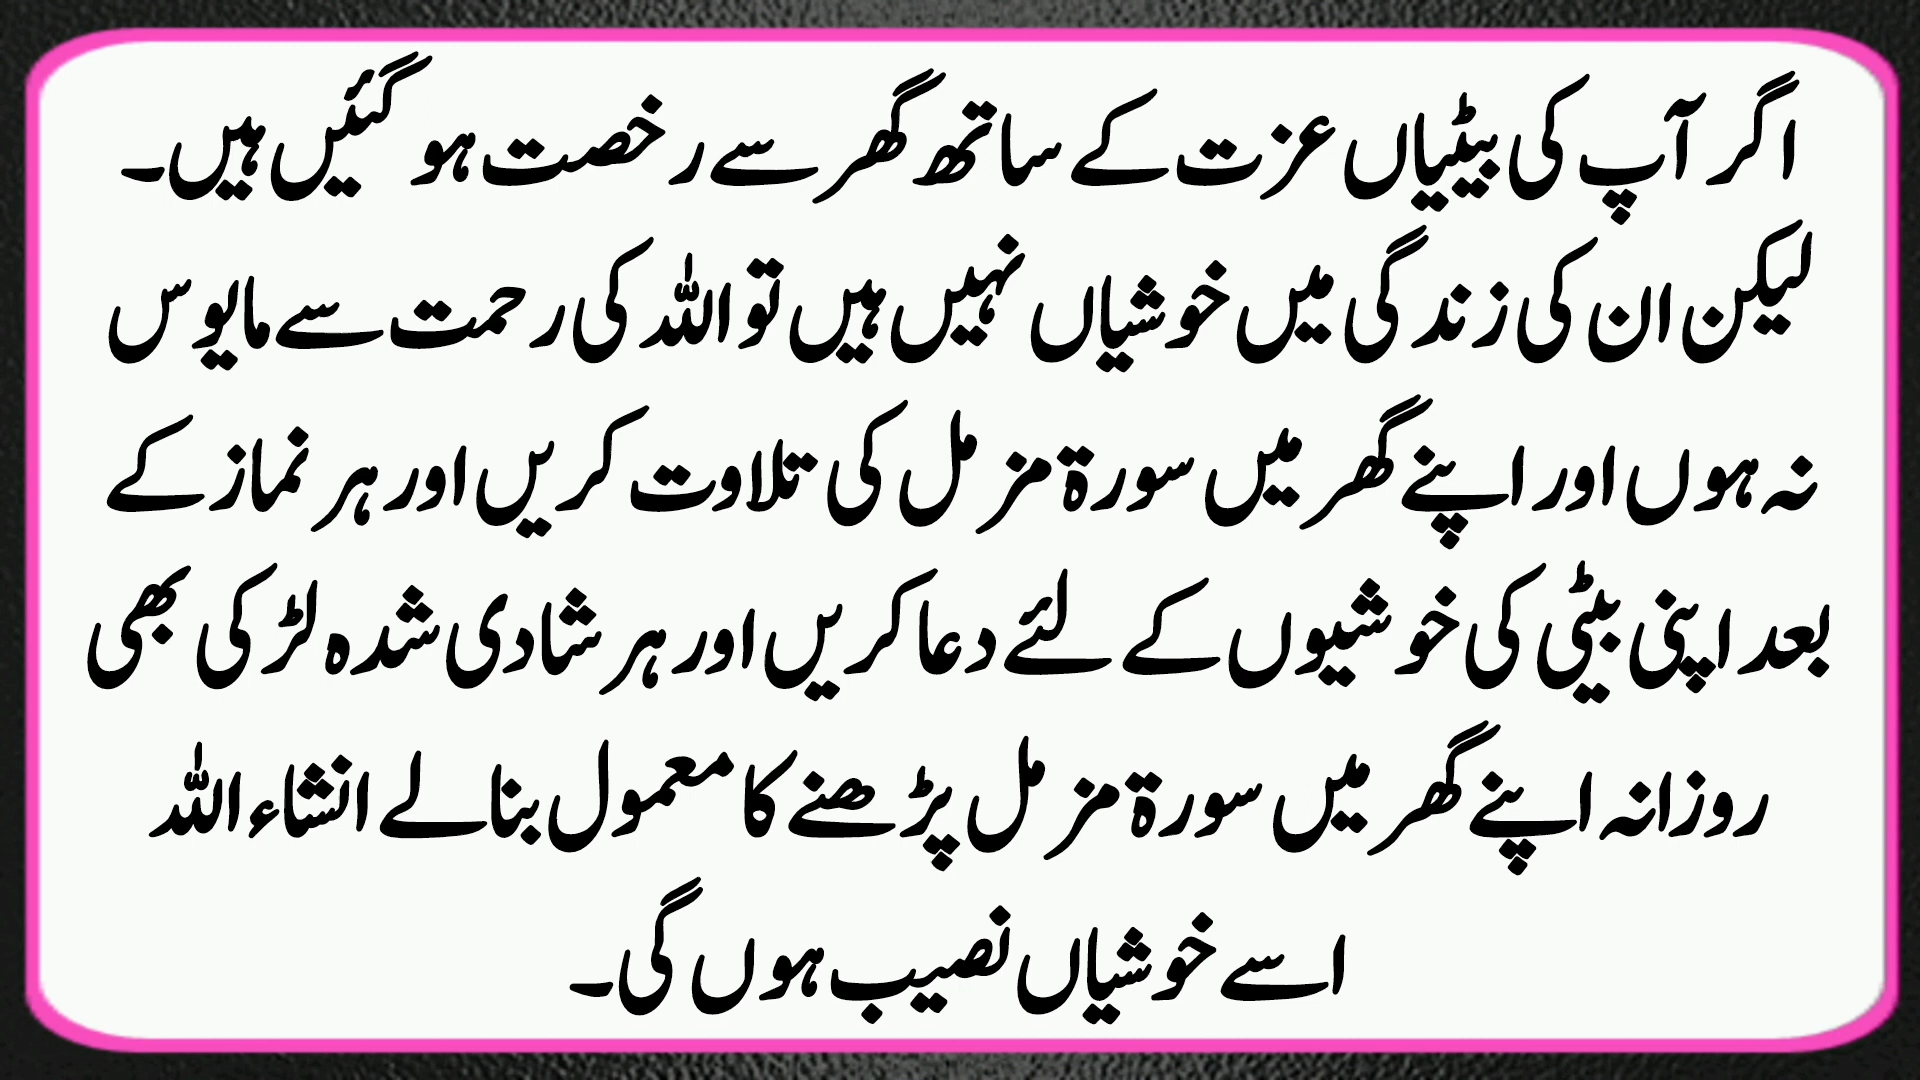 اگر آپ کی بیٹیاں عزت کے ساتھ گھر سے رخصت ہو گئیں ہیں۔
لیکن ان کی زندگی میں خوشیاں نہیں ہیں تو اللہ کی رحمت سے مایوس
نہ ہوں اور اپنے گھر میں سورۃ مزمل کی تلاوت کریں اور ہر نماز کے
بعد اپنی بیٹی کی خوشیوں کے لئے دعا کریں اور ہر شادی شدہ لڑکی بھی
روزانہ اپنے گھر میں سورۃ مزمل پڑھنے کا معمول بنالے انشاء اللہ
اسے خوشیاں نصیب ہوں گی۔